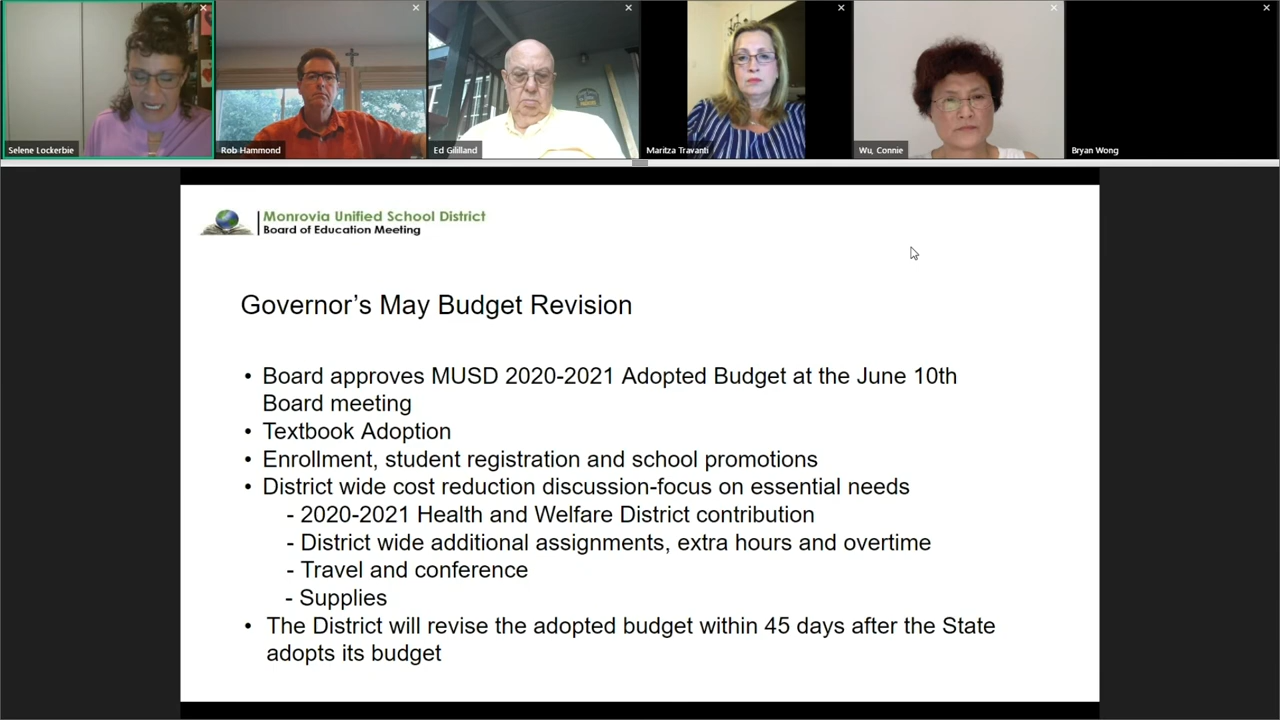 Selene Lockerbie
Rob Hammond
Ed Gililland
Maritza Travanti
Wu, Connie
Bryan Wong
Monrovia Unified School District
Board of Education Meeting
Governor’s May Budget Revision
• Board approves MUSD 2020-2021 Adopted Budget at the June 10th
Board meeting
• Textbook Adoption
• Enrollment, student registration and school promotions
• District wide cost reduction discussion-focus on essential needs
- 2020-2021 Health and Welfare District contribution
- District wide additional assignments, extra hours and overtime
- Travel and conference
- Supplies
• The District will revise the adopted budget within 45 days after the State
adopts its budget